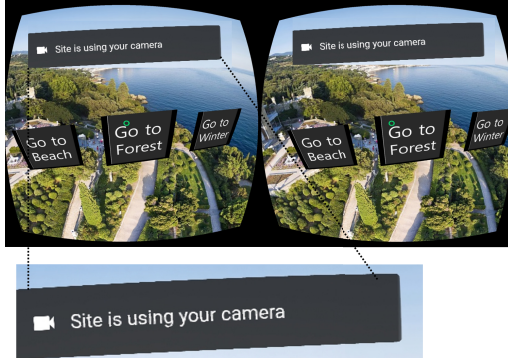 Site is using your camera
Site is using your camera
Go to
Beach
Go to
Forest
Go to
Winter
Go to
Beach
Go to
Forest
Go to
Winter
Site is using your camera